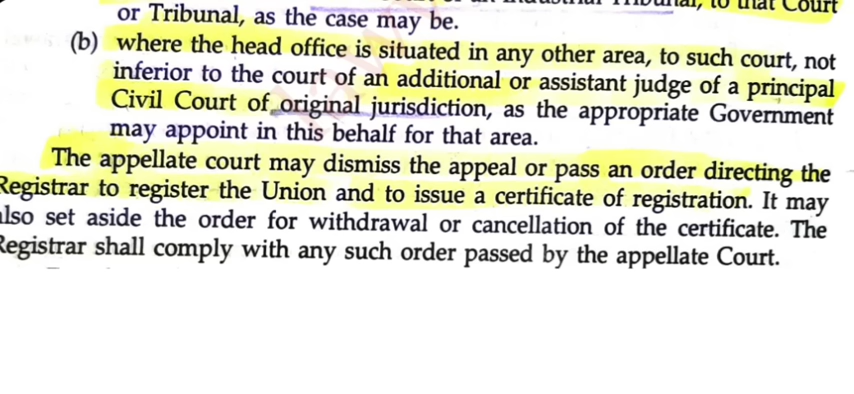 to that Court
or Tribunal, as the case may be.
(b) where the head office is situated in any other area, to such court, not
inferior to the court of an additional or assistant judge of a principal
Civil Court of original jurisdiction, as the appropriate Government
may appoint in this behalf for that area.
The appellate court may dismiss the appeal or pass an order directing the
Registrar to register the Union and to issue a certificate of registration. It may
also set aside the order for withdrawal or cancellation of the certificate. The
Registrar shall comply with any such order passed by the appellate Court.